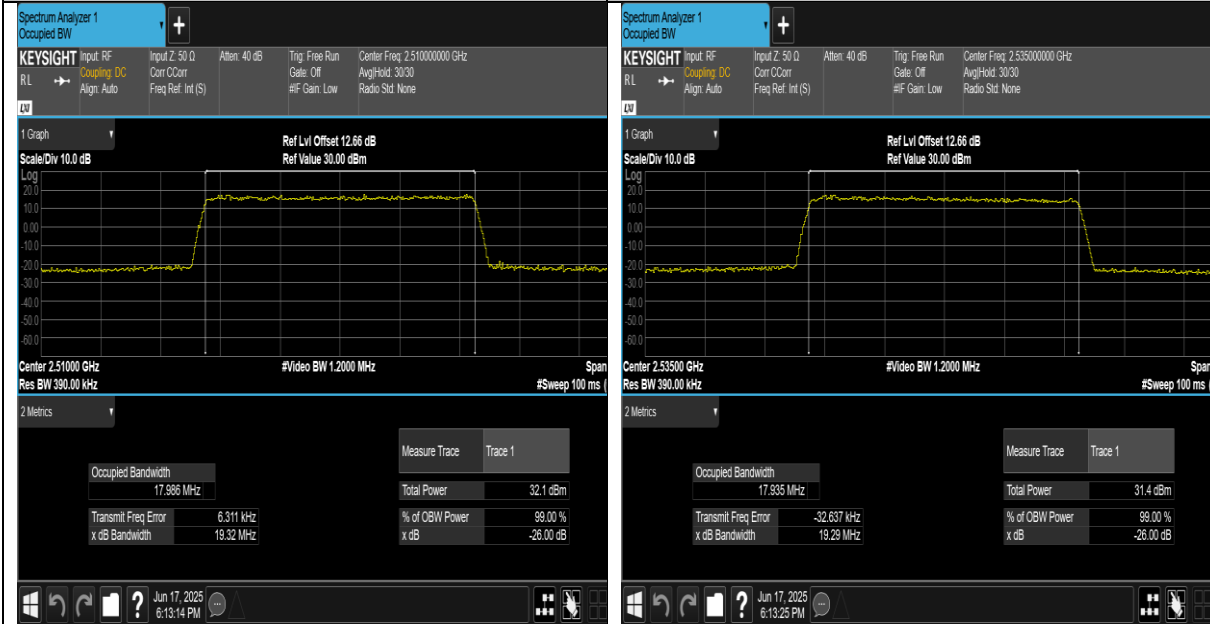 Spectrum Analyzer 1
Occupied BW
+
KEYSIGHT Input: RF Input Z: 50 Ω Atten: 40 dB Trig: Free Run Center Freq: 2.510000000 GHz
RL Coupling: DC Corr CCorr Gate: Off Avg|Hold: 30/30
Align: Auto Freq Ref: Int (S) #IF Gain: Low Radio Std: None
LXI
1 Graph
Ref Lvl Offset 12.66 dB
Scale/Div 10.0 dB Ref Value 30.00 dBm
Log
20.0
10.0
0.00
-10.0
-20.0
-30.0
-40.0
-50.0
-60.0
Center 2.51000 GHz #Video BW 1.2000 MHz Span
Res BW 390.00 kHz #Sweep 100 ms (
2 Metrics
Measure Trace Trace 1
Occupied Bandwidth
17.986 MHz Total Power 32.1 dBm
Transmit Freq Error 6.311 kHz % of OBW Power 99.00 %
x dB Bandwidth 19.32 MHz x dB -26.00 dB
? Jun 17, 2025
6:13:14 PM
Spectrum Analyzer 1
Occupied BW
+
KEYSIGHT Input: RF Input Z: 50 Ω Atten: 40 dB Trig: Free Run Center Freq: 2.535000000 GHz
RL Coupling: DC Corr CCorr Gate: Off Avg|Hold: 30/30
Align: Auto Freq Ref: Int (S) #IF Gain: Low Radio Std: None
LXI
1 Graph
Ref Lvl Offset 12.66 dB
Scale/Div 10.0 dB Ref Value 30.00 dBm
Log
20.0
10.0
0.00
-10.0
-20.0
-30.0
-40.0
-50.0
-60.0
Center 2.53500 GHz #Video BW 1.2000 MHz Span
Res BW 390.00 kHz #Sweep 100 ms (
2 Metrics
Measure Trace Trace 1
Occupied Bandwidth
17.935 MHz Total Power 31.4 dBm
Transmit Freq Error -32.637 kHz % of OBW Power 99.00 %
x dB Bandwidth 19.29 MHz x dB -26.00 dB
? Jun 17, 2025
6:13:25 PM